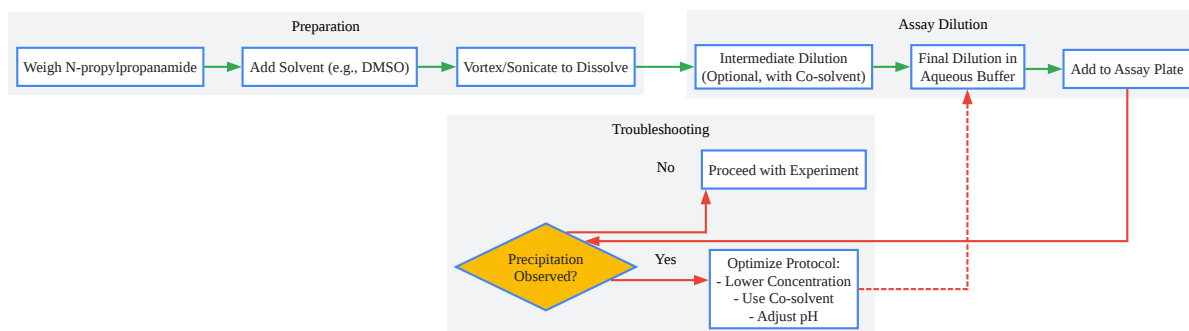 Preparation
Weigh N-propylpropanamide
Add Solvent (e.g., DMSO)
Vortex/Sonicate to Dissolve
Assay Dilution
Intermediate Dilution
(Optional, with Co-solvent)
Final Dilution in
Aqueous Buffer
Add to Assay Plate
Troubleshooting
No
Proceed with Experiment
Precipitation
Observed?
Yes
Optimize Protocol:
- Lower Concentration
- Use Co-solvent
- Adjust pH